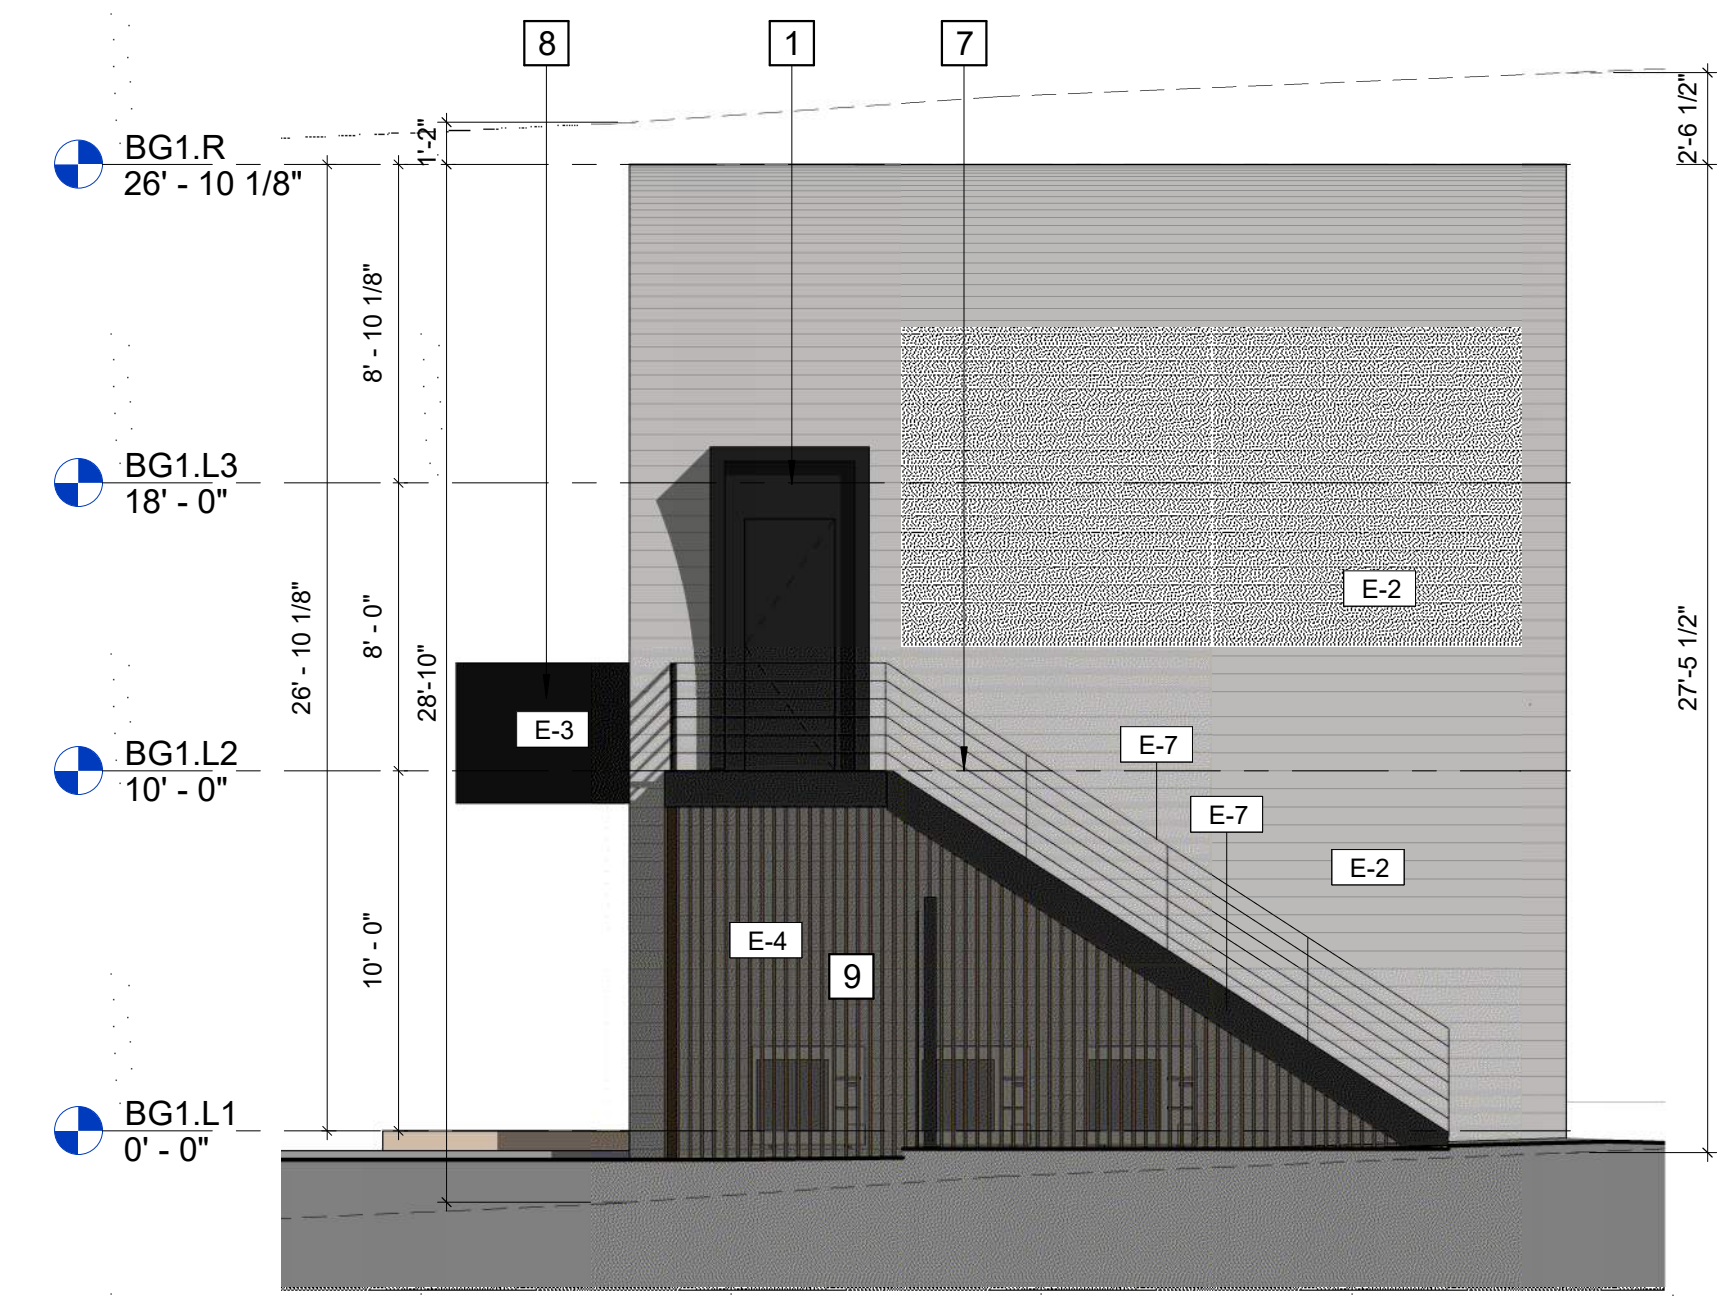 8
1
7
BG1.R
26' - 10 1/8"
1'-2"
2'-6 1/2"
8' - 10 1/8"
BG1.L3
18' - 0"
E-2
26' - 10 1/8"
8' - 0"
28'-10"
27'-5 1/2"
E-3
E-7
BG1.L2
10' - 0"
E-7
E-2
E-4
9
10' - 0"
BG1.L1
0' - 0"